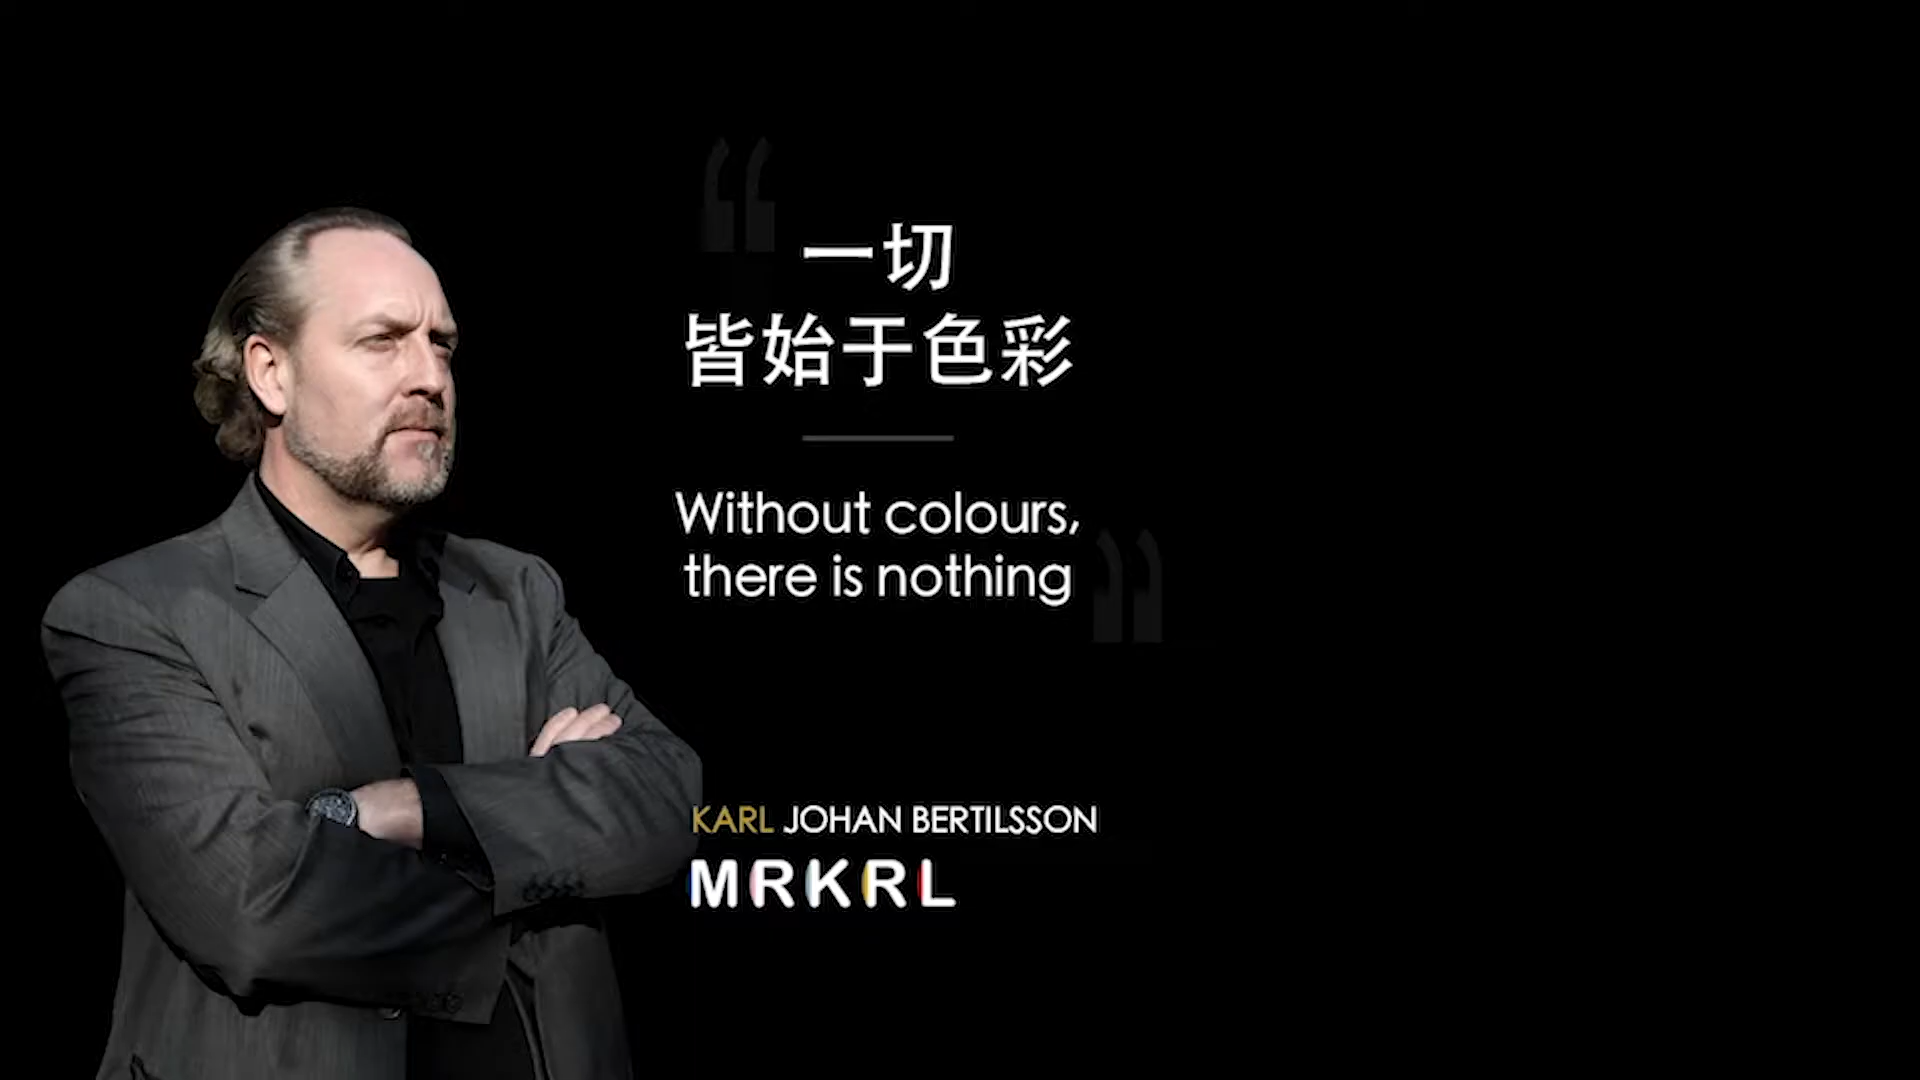 “
一切
皆始于色彩
Without colours,
there is nothing
”
KARL JOHAN BERTILSSON
MRKRL